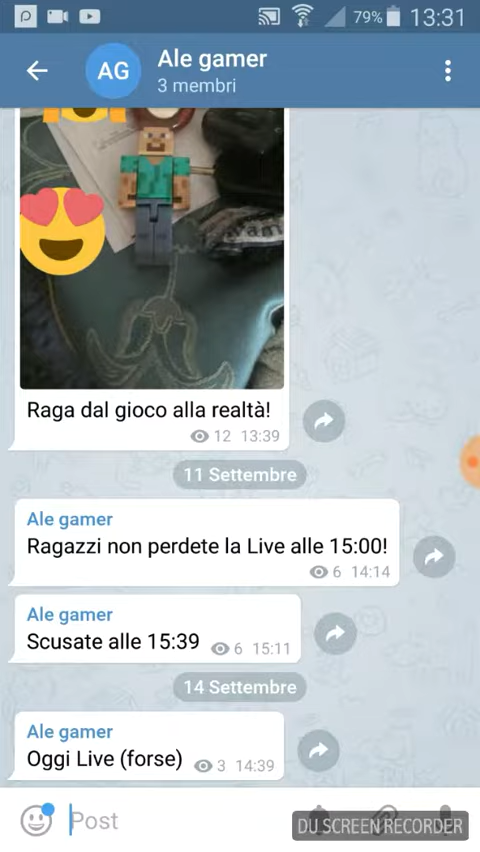 79% 13:31
AG
Ale gamer
3 membri
Raga dal gioco alla realtà!
12 13:39
11 Settembre
Ale gamer
Ragazzi non perdete la Live alle 15:00!
6 14:14
Ale gamer
Scusate alle 15:39 6 15:11
14 Settembre
Ale gamer
Oggi Live (forse) 3 14:39
Post
DU SCREEN RECORDER